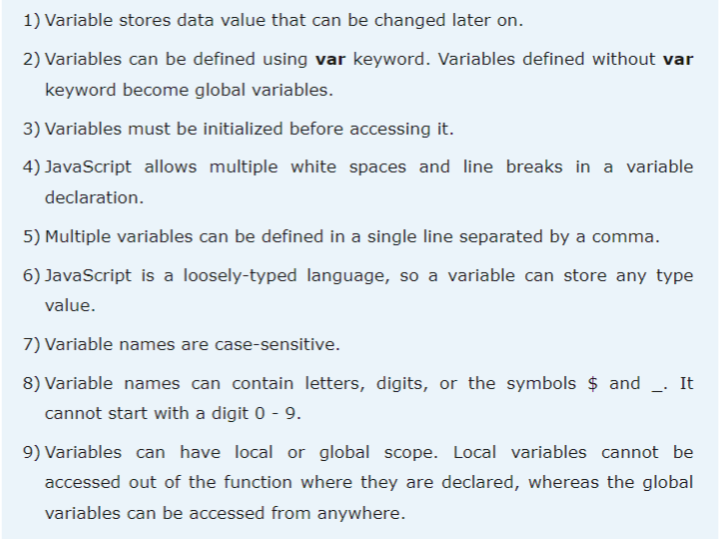 1) Variable stores data value that can be changed later on.
2) Variables can be defined using var keyword. Variables defined without var
keyword become global variables.
3) Variables must be initialized before accessing it.
4) JavaScript allows multiple white spaces and line breaks in a variable
declaration.
5) Multiple variables can be defined in a single line separated by a comma.
6) JavaScript is a loosely-typed language, so a variable can store any type
value.
7) Variable names are case-sensitive.
8) Variable names can contain letters, digits, or the symbols $ and _. It
cannot start with a digit 0 - 9.
9) Variables can have local or global scope. Local variables cannot be
accessed out of the function where they are declared, whereas the global
variables can be accessed from anywhere.